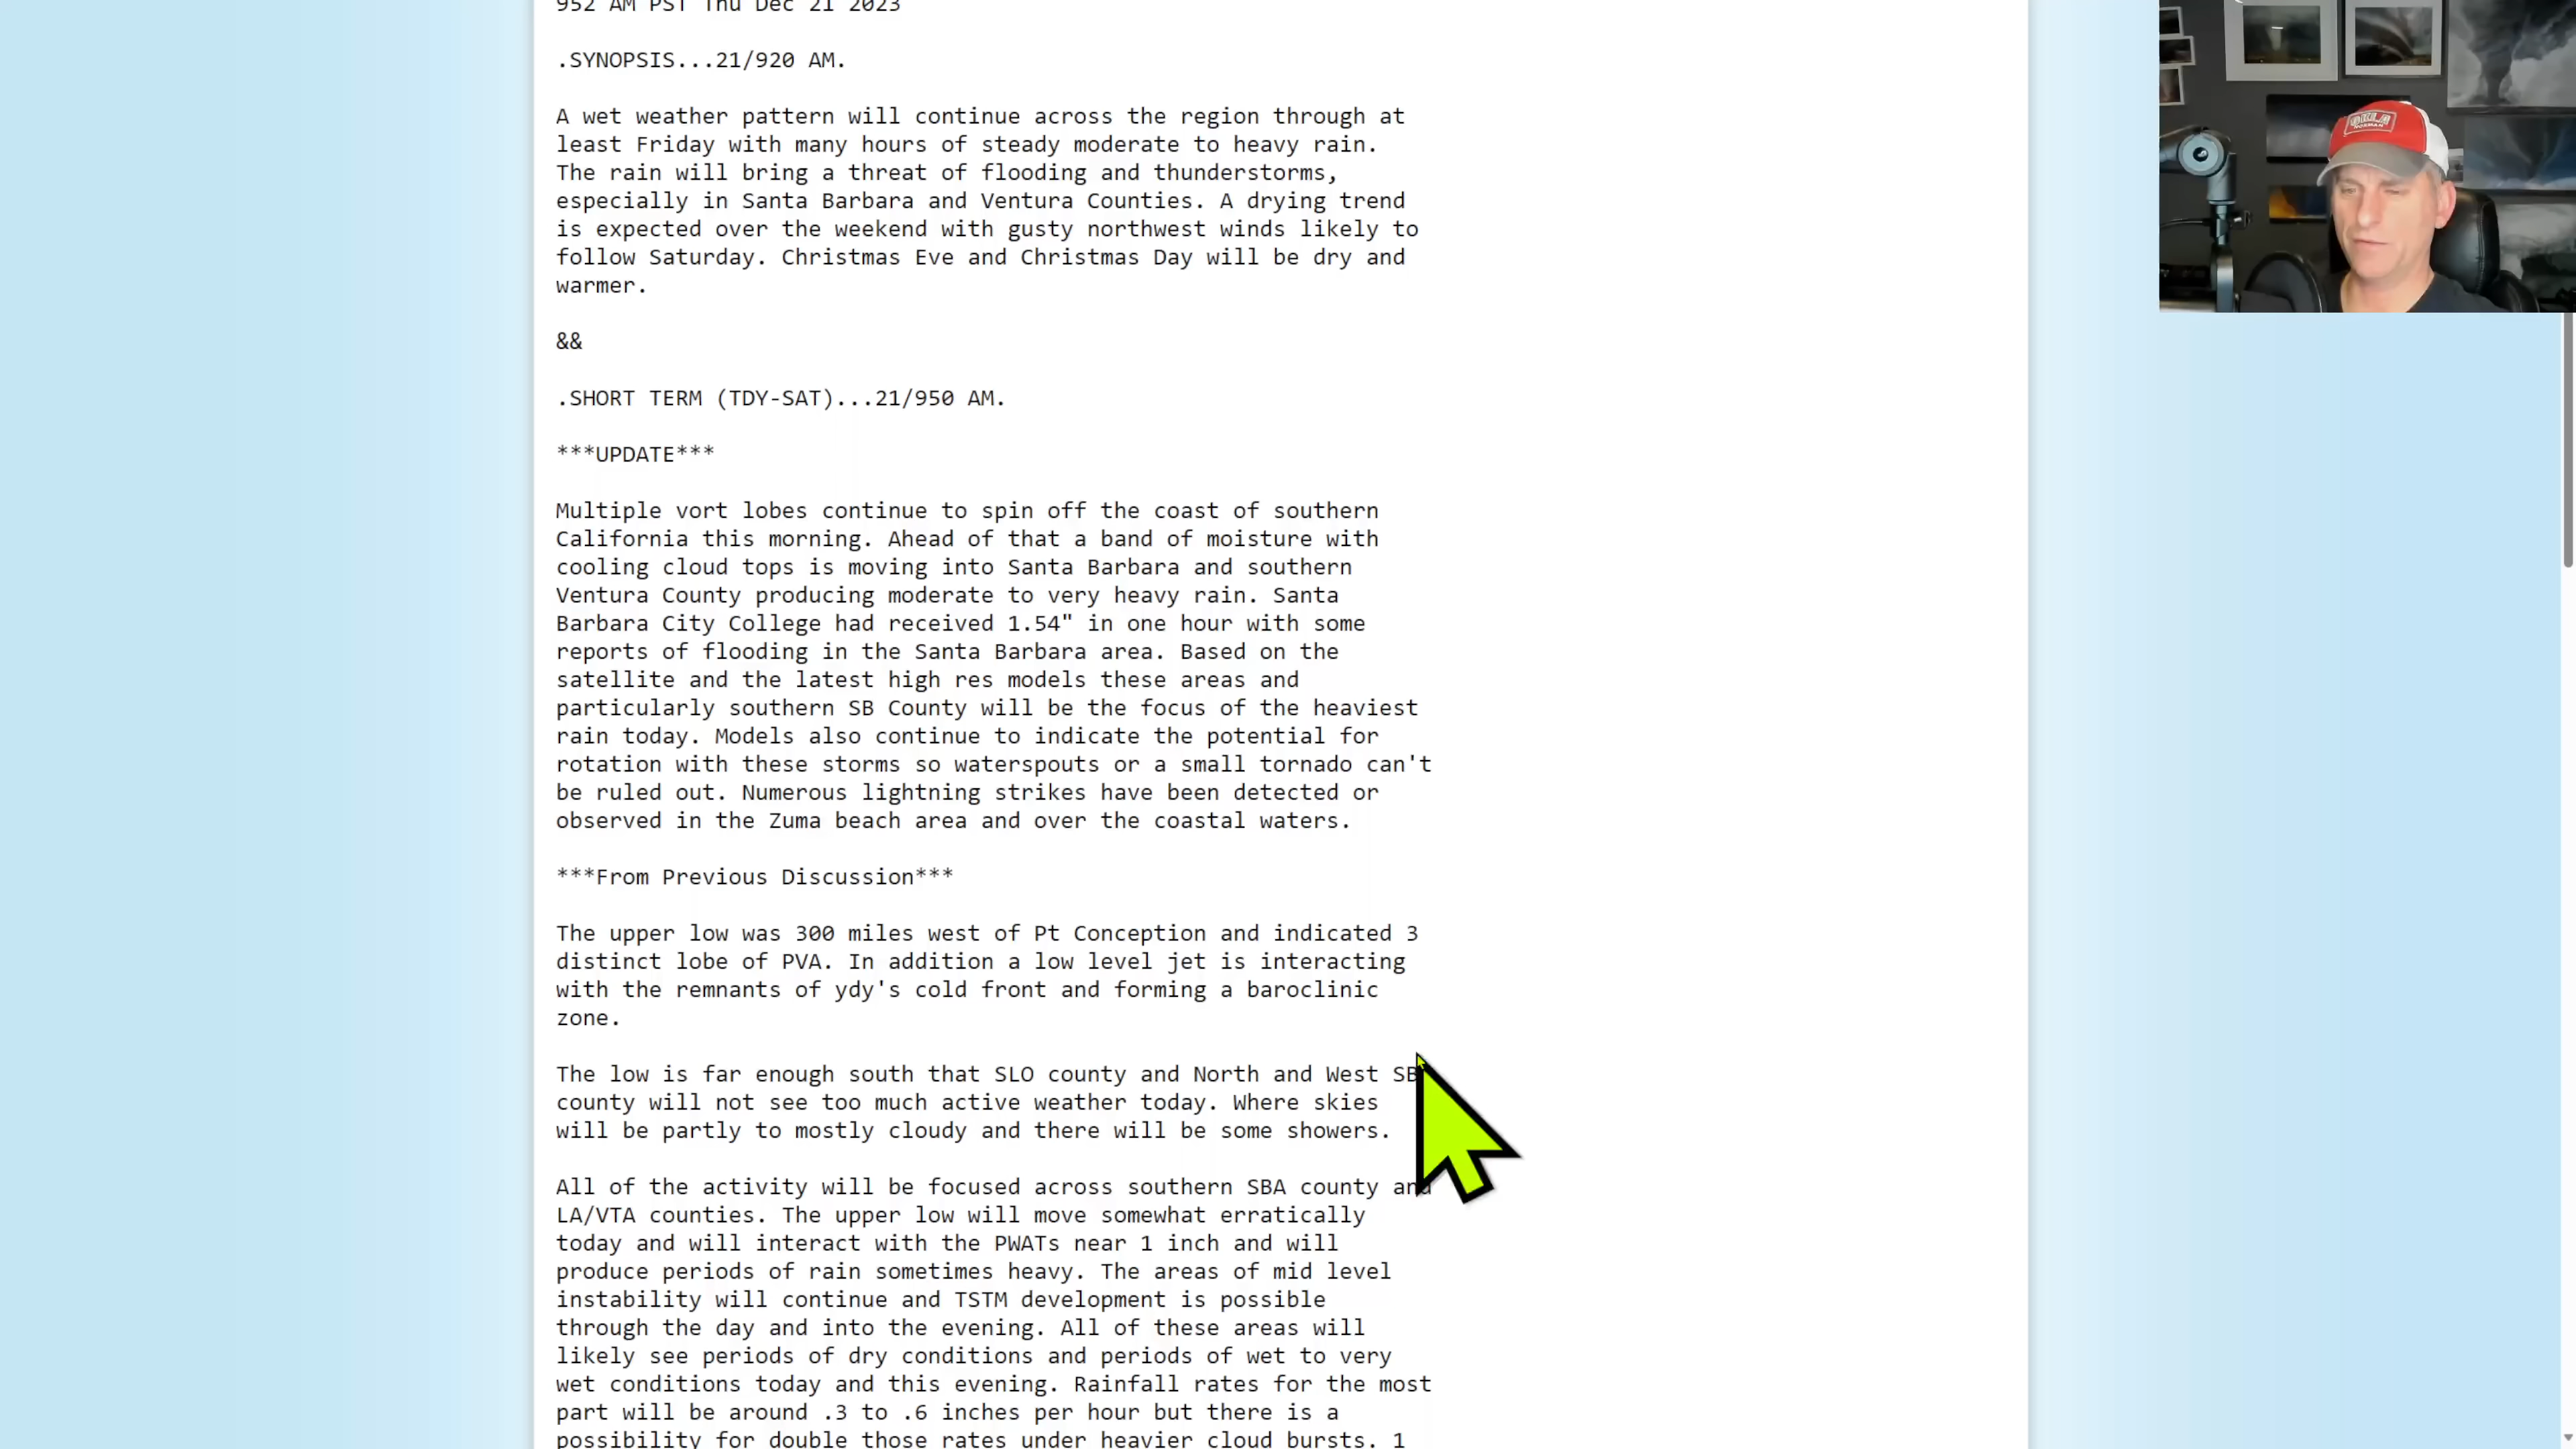 952 AM PST Thu Dec 21 2023
.SYNOPSIS...21/920 AM.
A wet weather pattern will continue across the region through at
least Friday with many hours of steady moderate to heavy rain.
The rain will bring a threat of flooding and thunderstorms,
especially in Santa Barbara and Ventura Counties. A drying trend
is expected over the weekend with gusty northwest winds likely to
follow Saturday. Christmas Eve and Christmas Day will be dry and
warmer.
&&
.SHORT TERM (TDY-SAT)...21/950 AM.
***UPDATE***
Multiple vort lobes continue to spin off the coast of southern
California this morning. Ahead of that a band of moisture with
cooling cloud tops is moving into Santa Barbara and southern
Ventura County producing moderate to very heavy rain. Santa
Barbara City College had received 1.54" in one hour with some
reports of flooding in the Santa Barbara area. Based on the
satellite and the latest high res models these areas and
particularly southern SB County will be the focus of the heaviest
rain today. Models also continue to indicate the potential for
rotation with these storms so waterspouts or a small tornado can't
be ruled out. Numerous lightning strikes have been detected or
observed in the Zuma beach area and over the coastal waters.
***From Previous Discussion***
The upper low was 300 miles west of Pt Conception and indicated 3
distinct lobe of PVA. In addition a low level jet is interacting
with the remnants of ydy's cold front and forming a baroclinic
zone.
The low is far enough south that SLO county and North and West SB
county will not see too much active weather today. Where skies
will be partly to mostly cloudy and there will be some showers.
All of the activity will be focused across southern SBA county and
LA/VTA counties. The upper low will move somewhat erratically
today and will interact with the PWATs near 1 inch and will
produce periods of rain sometimes heavy. The areas of mid level
instability will continue and TSTM development is possible
through the day and into the evening. All of these areas will
likely see periods of dry conditions and periods of wet to very
wet conditions today and this evening. Rainfall rates for the most
part will be around .3 to .6 inches per hour but there is a
possibility for double those rates under heavier cloud bursts. 1